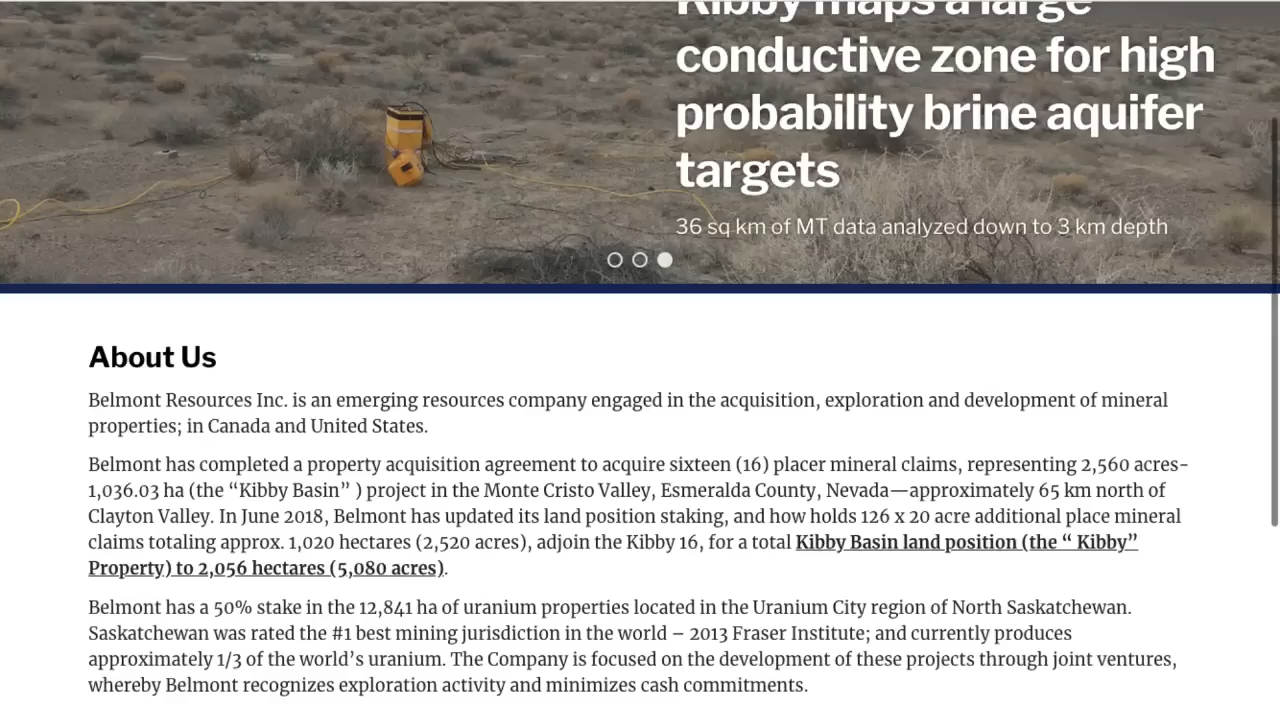 Kibby maps a large
conductive zone for high
probability brine aquifer
targets
36 sq km of MT data analyzed down to 3 km depth
About Us
Belmont Resources Inc. is an emerging resources company engaged in the acquisition, exploration and development of mineral
properties; in Canada and United States.
Belmont has completed a property acquisition agreement to acquire sixteen (16) placer mineral claims, representing 2,560 acres–
1,036.03 ha (the “Kibby Basin” ) project in the Monte Cristo Valley, Esmeralda County, Nevada—approximately 65 km north of
Clayton Valley. In June 2018, Belmont has updated its land position staking, and how holds 126 x 20 acre additional place mineral
claims totaling approx. 1,020 hectares (2,520 acres), adjoin the Kibby 16, for a total Kibby Basin land position (the “ Kibby”
Property) to 2,056 hectares (5,080 acres).
Belmont has a 50% stake in the 12,841 ha of uranium properties located in the Uranium City region of North Saskatchewan.
Saskatchewan was rated the #1 best mining jurisdiction in the world – 2013 Fraser Institute; and currently produces
approximately 1/3 of the world’s uranium. The Company is focused on the development of these projects through joint ventures,
whereby Belmont recognizes exploration activity and minimizes cash commitments.